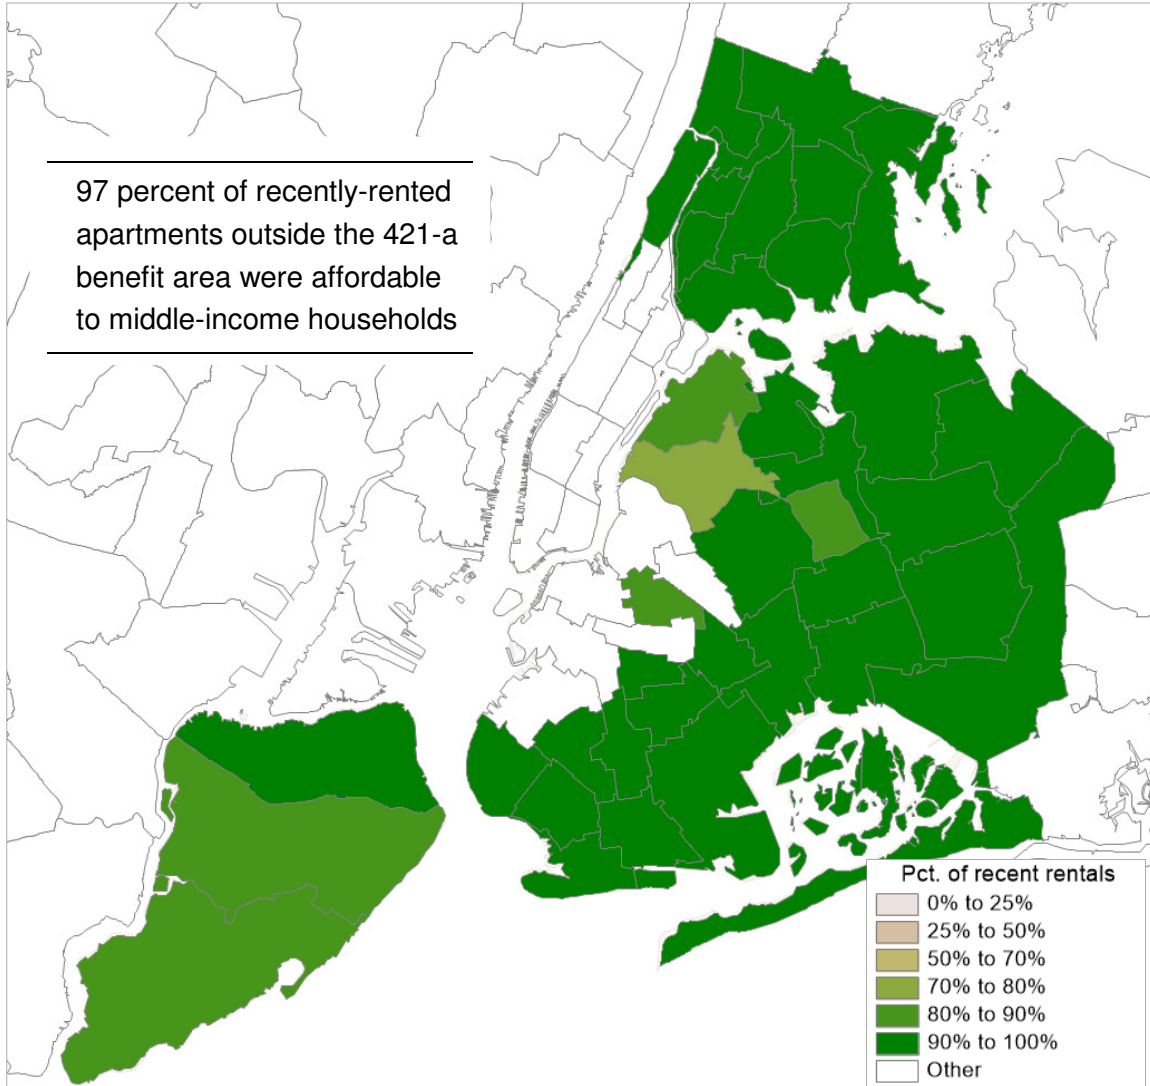 97 percent of recently-rented
apartments outside the 421-a
benefit area were affordable
to middle-income households
Pct. of recent rentals
0% to 25%
25% to 50%
50% to 70%
70% to 80%
80% to 90%
90% to 100%
Other